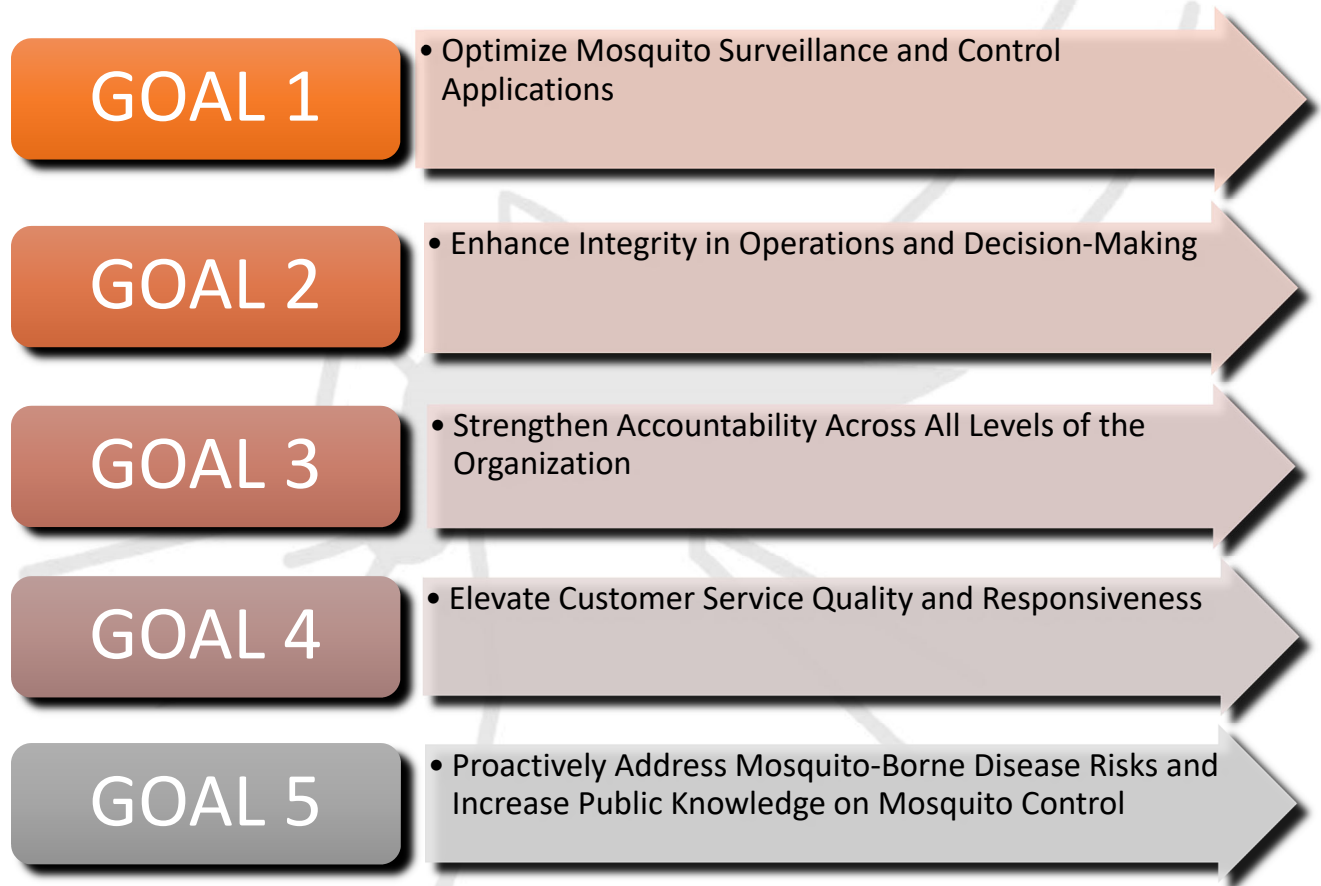 GOAL 1
• Optimize Mosquito Surveillance and Control
Applications
GOAL 2
• Enhance Integrity in Operations and Decision-Making
GOAL 3
• Strengthen Accountability Across All Levels of the
Organization
GOAL 4
• Elevate Customer Service Quality and Responsiveness
GOAL 5
• Proactively Address Mosquito-Borne Disease Risks and
Increase Public Knowledge on Mosquito Control